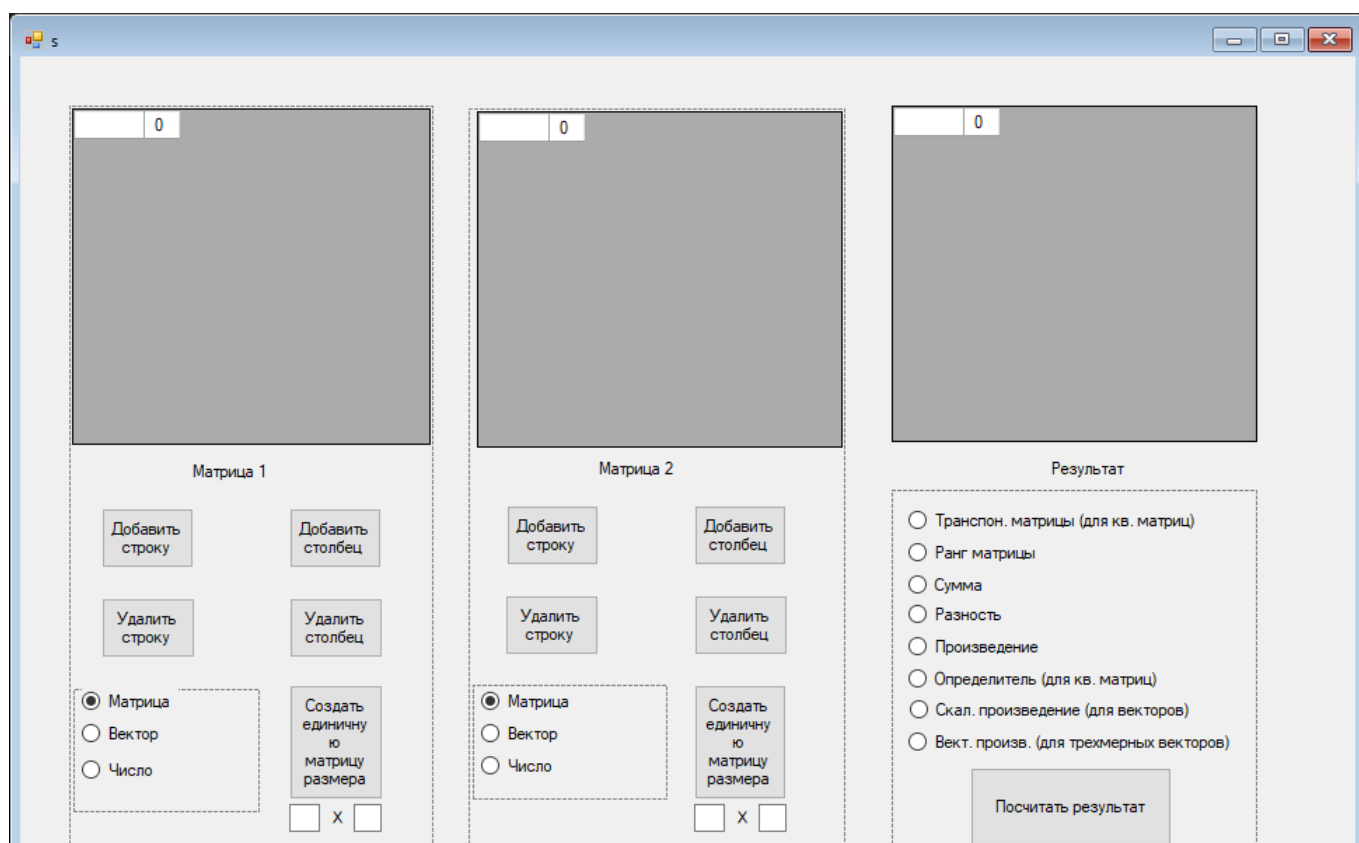 s
0
0
0
Матрица 1
Матрица 2
Результат
Добавить
строку
Добавить
столбец
Удалить
строку
Удалить
столбец
Матрица
Вектор
Число
Создать
единичну
ю
матрицу
размера
X
Добавить
строку
Добавить
столбец
Удалить
строку
Удалить
столбец
Матрица
Вектор
Число
Создать
единичну
ю
матрицу
размера
X
Транспон. матрицы (для кв. матриц)
Ранг матрицы
Сумма
Разность
Произведение
Определитель (для кв. матриц)
Скал. произведение (для векторов)
Вект. произв. (для трехмерных векторов)
Посчитать результат